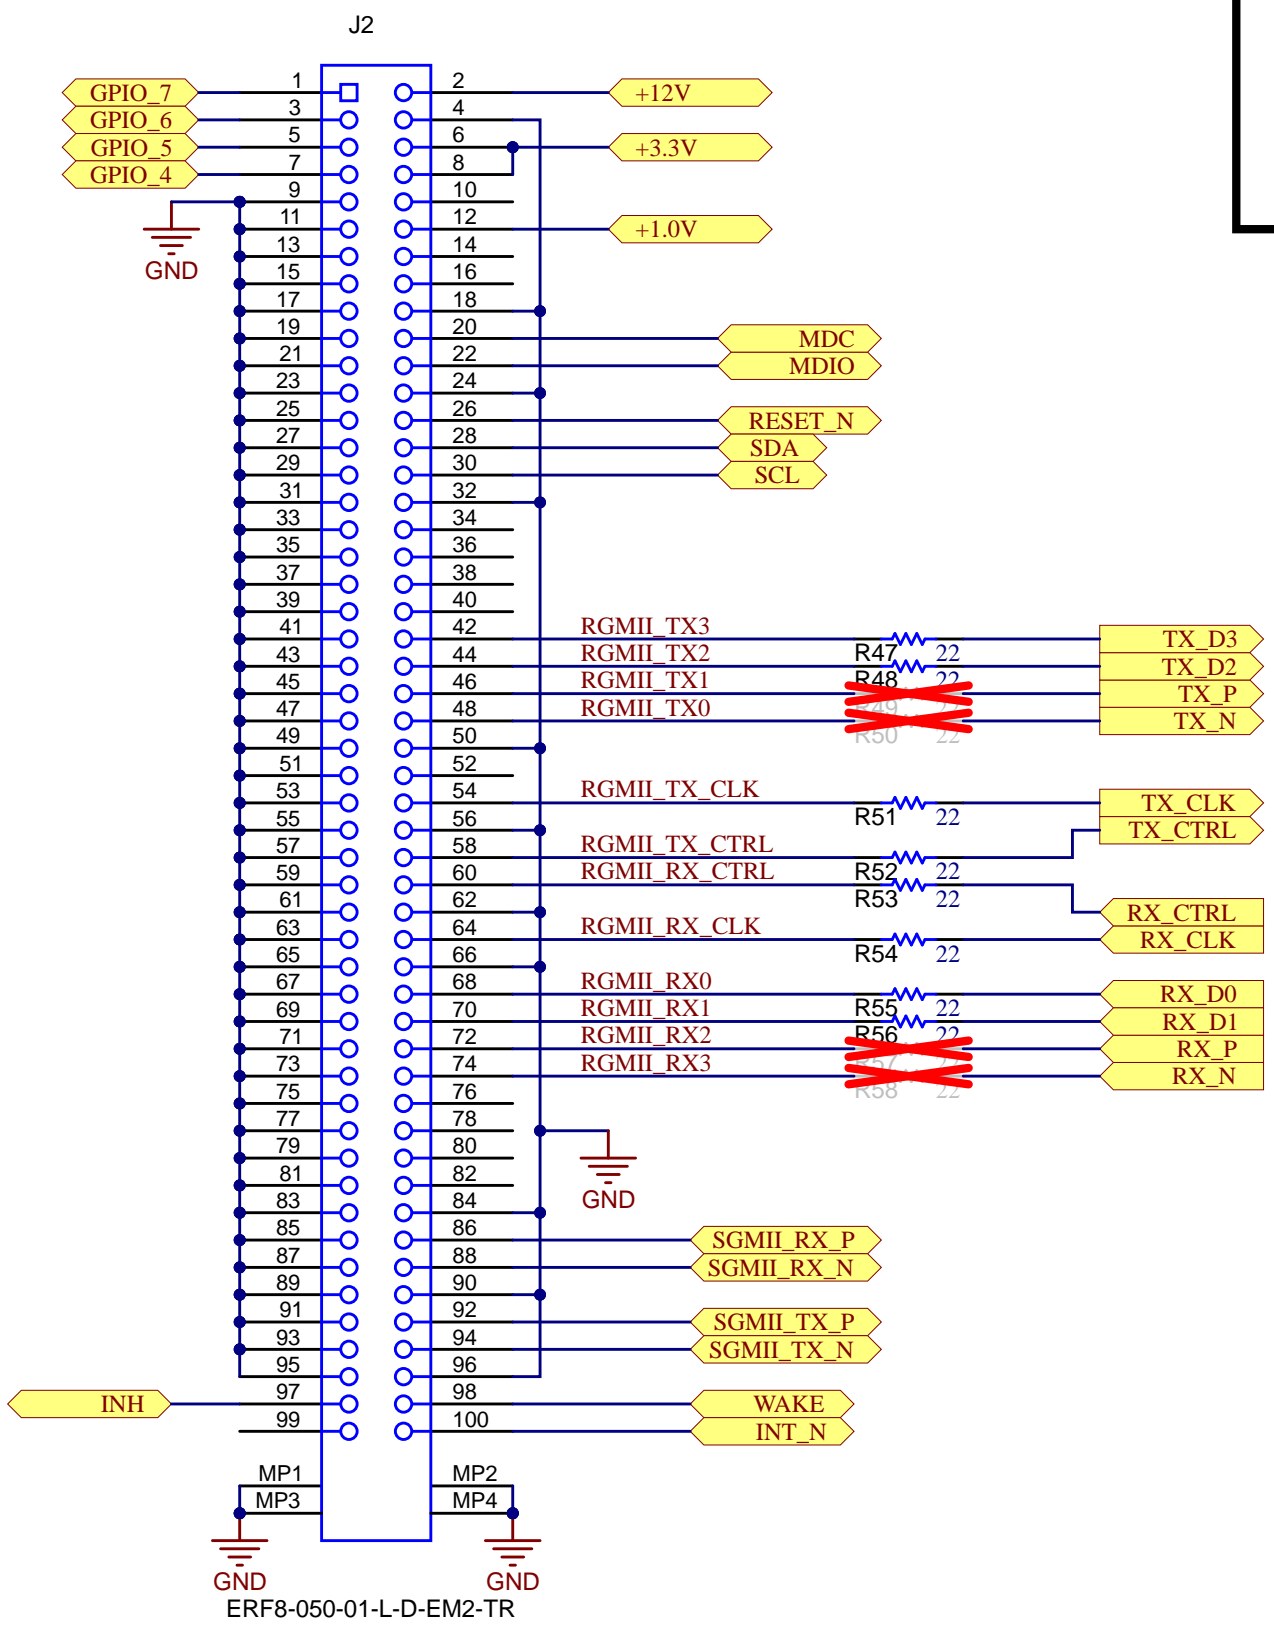 J2
GPIO_7 1 2 +12V
GPIO_6 3 4
GPIO_5 5 6 +3.3V
GPIO_4 7 8
9 10
11 12 +1.0V
13 14
GND
15 16
17 18
19 20 MDC
21 22 MDIO
23 24
25 26 RESET_N
27 28 SDA
29 30 SCL
31 32
33 34
35 36
37 38
39 40
41 42 RGMII_TX3 R47 22 TX_D3
43 44 RGMII_TX2 R48 22 TX_D2
45 46 RGMII_TX1 R49 22 TX_P
47 48 RGMII_TX0 R50 22 TX_N
49 50
51 52
53 54 RGMII_TX_CLK R51 22 TX_CLK
55 56 TX_CTRL
57 58 RGMII_TX_CTRL R52 22
59 60 RGMII_RX_CTRL R53 22
61 62 RX_CTRL
63 64 RGMII_RX_CLK R54 22 RX_CLK
65 66
67 68 RGMII_RX0 R55 22 RX_D0
69 70 RGMII_RX1 R56 22 RX_D1
71 72 RGMII_RX2 R57 22 RX_P
73 74 RGMII_RX3 R58 22 RX_N
75 76
77 78
79 80
81 82
GND
83 84
85 86 SGMII_RX_P
87 88 SGMII_RX_N
89 90
91 92 SGMII_TX_P
93 94 SGMII_TX_N
95 96
INH 97 98 WAKE
99 100 INT_N
MP1 MP2
MP3 MP4
GND GND
ERF8-050-01-L-D-EM2-TR